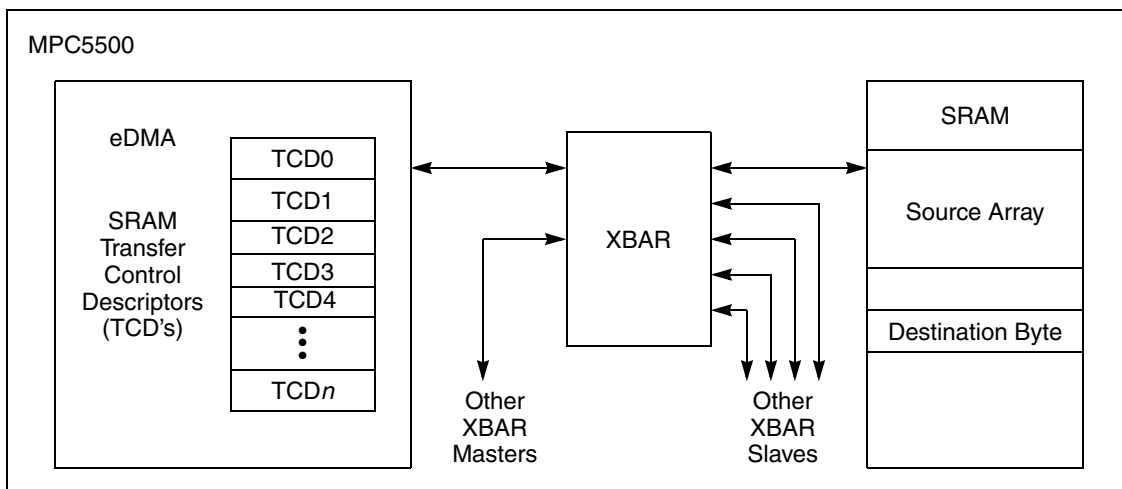 MPC5500
eDMA
SRAM
Transfer
Control
Descriptors
(TCD's)
TCD0
TCD1
TCD2
TCD3
TCD4
TCDn
XBAR
Other
XBAR
Masters
Other
XBAR
Slaves
SRAM
Source Array
Destination Byte